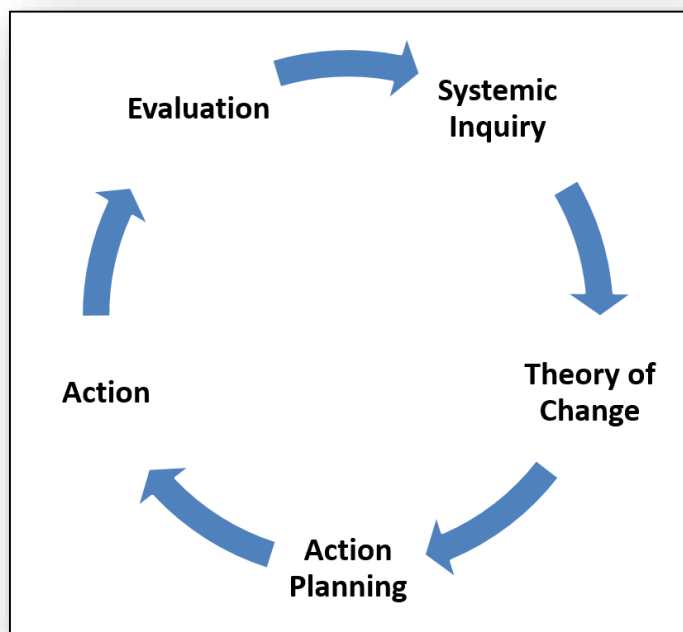 Evaluation
Systemic
Inquiry
Theory of
Change
Action
Planning
Action